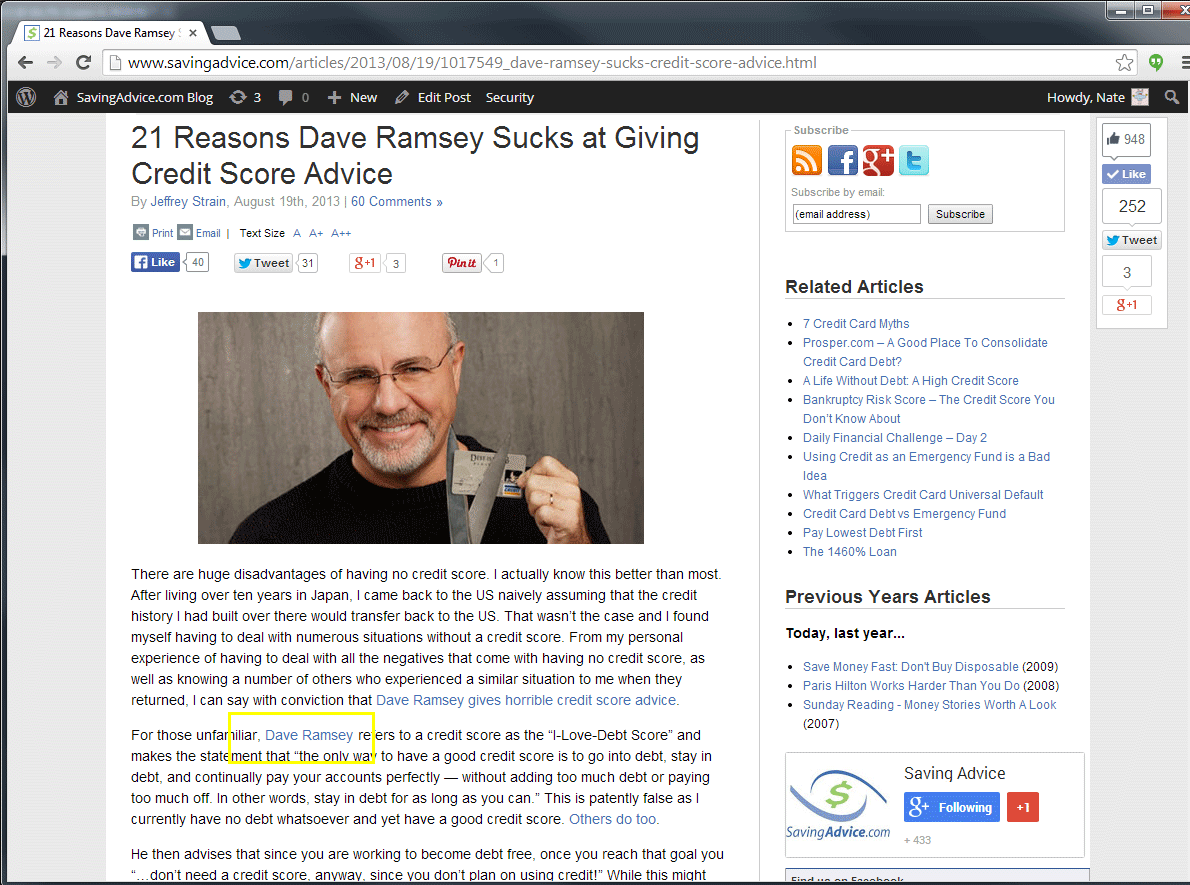 21 Reasons Dave Ramsey S
www.savingadvice.com/articles/2013/08/19/1017549_dave-ramsey-sucks-credit-score-advice.html
SavingAdvice.com Blog 3 0 New Edit Post Security Howdy, Nate
21 Reasons Dave Ramsey Sucks at Giving
Credit Score Advice
By Jeffrey Strain, August 19th, 2013 | 60 Comments »
Print Email | Text Size A A+ A++
Like 40 Tweet 31 g+1 3 Pin it 1
There are huge disadvantages of having no credit score. I actually know this better than most.
After living over ten years in Japan, I came back to the US naively assuming that the credit
history I had built over there would transfer back to the US. That wasn’t the case and I found
myself having to deal with numerous situations without a credit score. From my personal
experience of having to deal with all the negatives that come with having no credit score, as
well as knowing a number of others who experienced a similar situation to me when they
returned, I can say with conviction that Dave Ramsey gives horrible credit score advice.
For those unfamiliar, Dave Ramsey refers to a credit score as the “I-Love-Debt Score” and
makes the statement that “the only way to have a good credit score is to go into debt, stay in
debt, and continually pay your accounts perfectly — without adding too much debt or paying
too much off. In other words, stay in debt for as long as you can.” This is patently false as I
currently have no debt whatsoever and yet have a good credit score. Others do too.
He then advises that since you are working to become debt free, once you reach that goal you
“…don’t need a credit score, anyway, since you don’t plan on using credit!” While this might
Subscribe
g+
Subscribe by email:
(email address) Subscribe
Related Articles
7 Credit Card Myths
Prosper.com – A Good Place To Consolidate
Credit Card Debt?
A Life Without Debt: A High Credit Score
Bankruptcy Risk Score – The Credit Score You
Don’t Know About
Daily Financial Challenge – Day 2
Using Credit as an Emergency Fund is a Bad
Idea
What Triggers Credit Card Universal Default
Credit Card Debt vs Emergency Fund
Pay Lowest Debt First
The 1460% Loan
Previous Years Articles
Today, last year...
Save Money Fast: Don't Buy Disposable (2009)
Paris Hilton Works Harder Than You Do (2008)
Sunday Reading - Money Stories Worth A Look
(2007)
SavingAdvice.com
Saving Advice
g+ Following +1
+ 433
Find us on Facebook
948
Like
252
Tweet
3
g+1